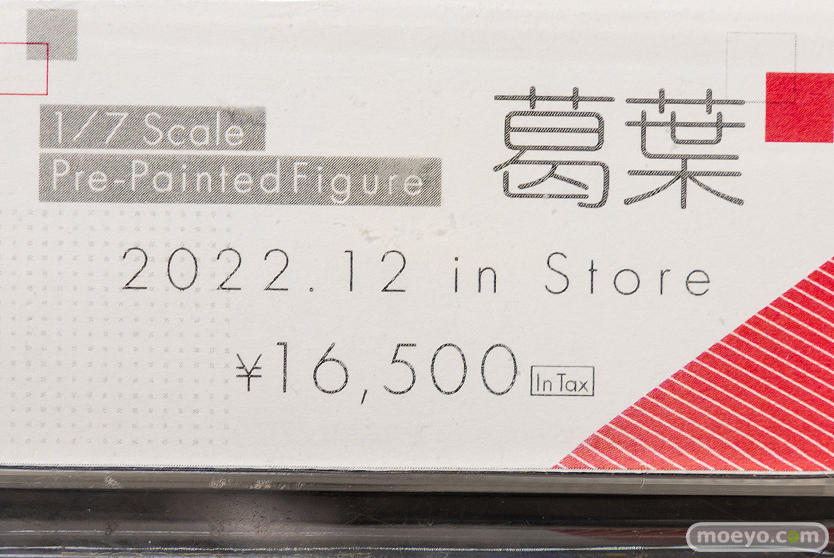 1/7 Scale
Pre-Painted Figure
葛葉
2022.12 in Store
¥16,500 In Tax
moeyo.com